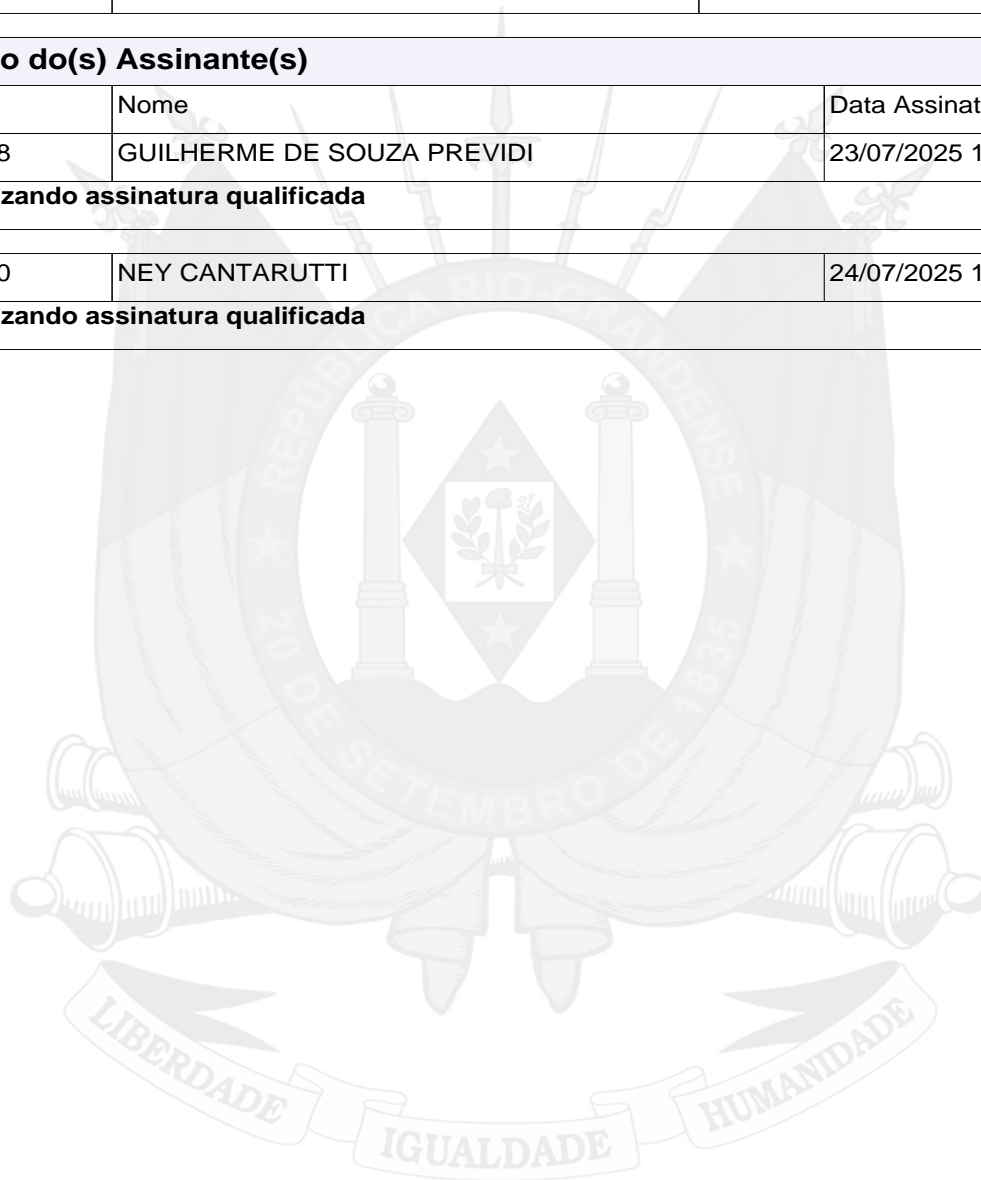 o do(s) Assinante(s)
Nome Data Assinat
8 GUILHERME DE SOUZA PREVIDI 23/07/2025 1
zando assinatura qualificada
0 NEY CANTARUTTI 24/07/2025 1
zando assinatura qualificada
REPÚBLICA RIO-GRANDENSE
20 DE SETEMBRO DE 1835
LIBERDADE IGUALDADE HUMANIDADE